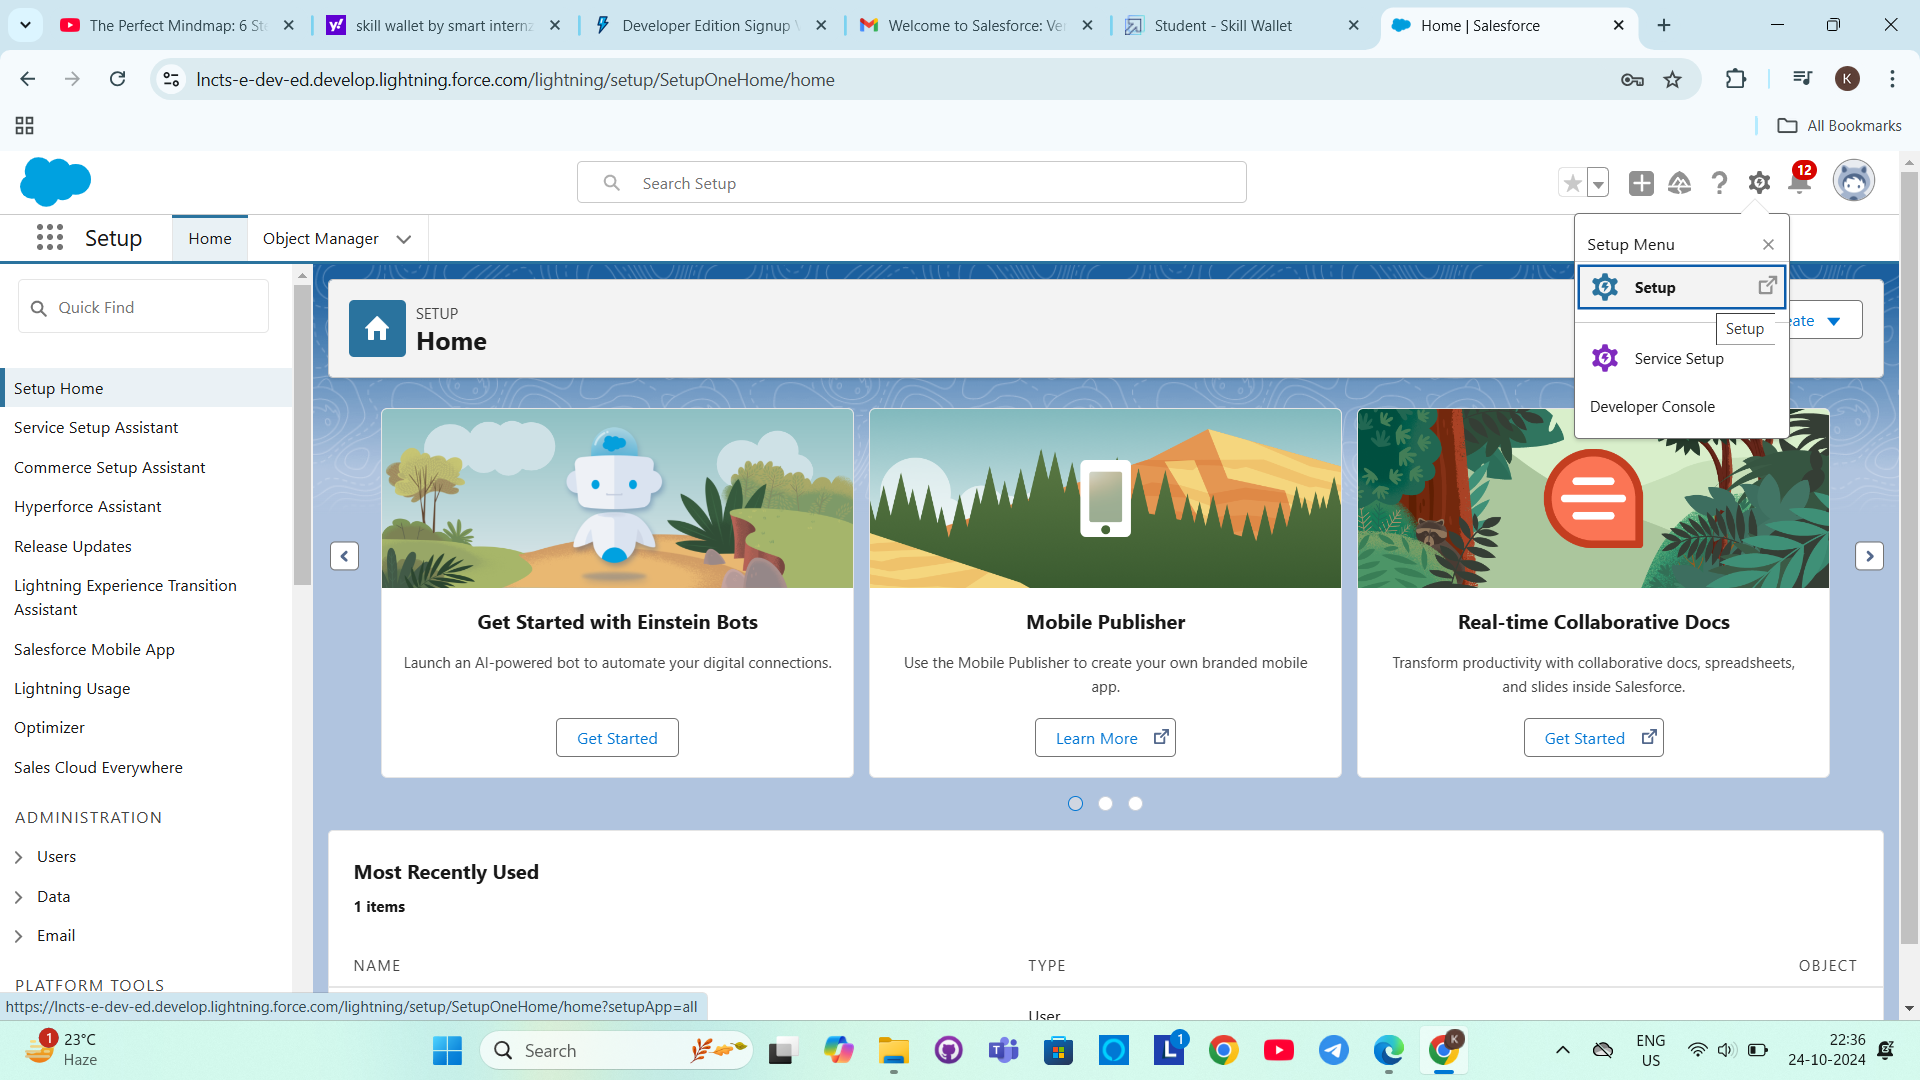 The Perfect Mindmap: 6 Ste
skill wallet by smart internz
Developer Edition Signup V
Welcome to Salesforce: Ver
Student - Skill Wallet
Home | Salesforce
lncts-e-dev-ed.develop.lightning.force.com/lightning/setup/SetupOneHome/home
K
All Bookmarks
Search Setup
12
Setup
Home
Object Manager
Setup Menu
Setup
Setup
eate
Service Setup
Developer Console
Quick Find
SETUP
Home
Setup Home
Service Setup Assistant
Commerce Setup Assistant
Hyperforce Assistant
Release Updates
Lightning Experience Transition
Assistant
Salesforce Mobile App
Lightning Usage
Optimizer
Sales Cloud Everywhere
ADMINISTRATION
Users
Data
Email
PLATFORM TOOLS
Get Started with Einstein Bots
Launch an AI-powered bot to automate your digital connections.
Get Started
Mobile Publisher
Use the Mobile Publisher to create your own branded mobile
app.
Learn More
Real-time Collaborative Docs
Transform productivity with collaborative docs, spreadsheets,
and slides inside Salesforce.
Get Started
Most Recently Used
1 items
NAME
TYPE
OBJECT
User
https://lncts-e-dev-ed.develop.lightning.force.com/lightning/setup/SetupOneHome/home?setupApp=all
1
23°C
Haze
Search
1
K
ENG
US
22:36
24-10-2024